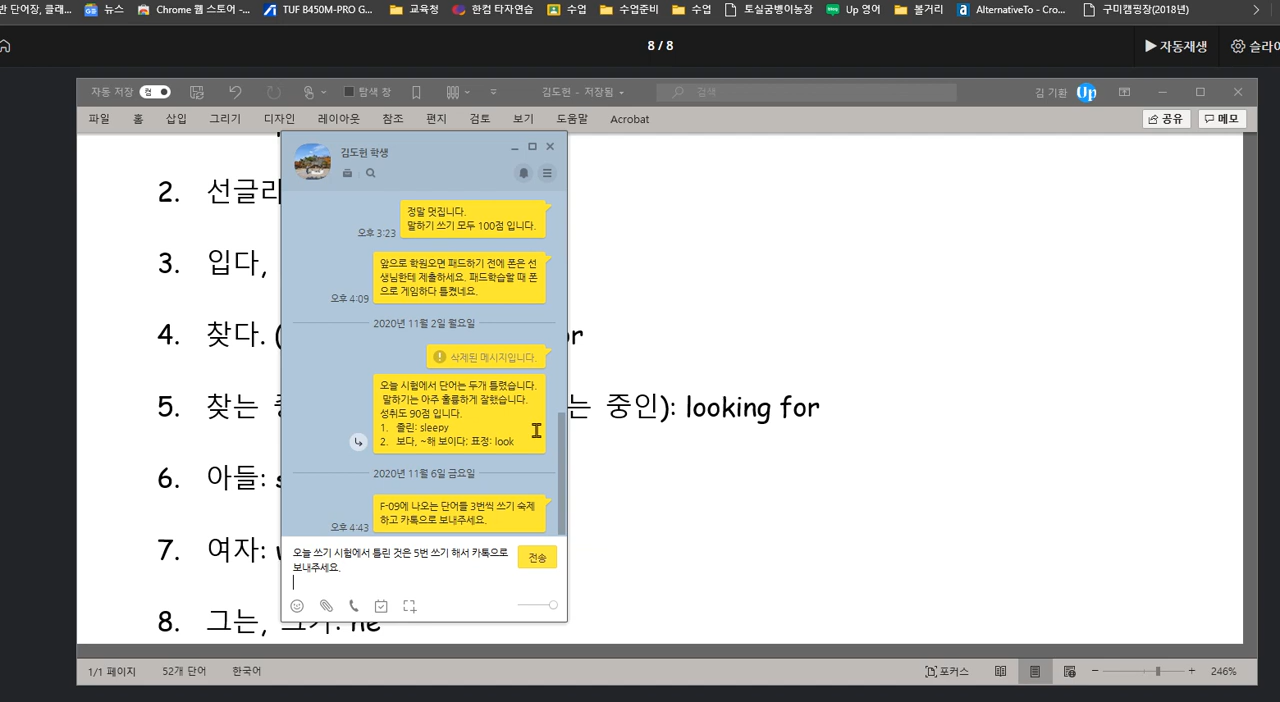 반 단어장, 클래... 뉴스 Chrome 웹 스토어 -... TUF B450M-PRO G... 교육청 한컴 타자연습 수업 수업준비 수업 토실굼벵이농장 Up 영어 볼거리 AlternativeTo - Cro... 구미캠핑장(2018년)
8 / 8
자동재생
슬라이
자동 저장 탐색 창 김도헌 - 저장됨 검색 김 기환 Up
파일 홈 삽입 그리기 디자인 레이아웃 참조 편지 검토 보기 도움말 Acrobat 공유 메모
2. 선글라
3. 입다,
4. 찾다. (
5. 찾는
는 중인): looking for
6. 아들: s
7. 여자: w
8. 그는, 그가: he
김도헌 학생
정말 멋집니다.
말하기 쓰기 모두 100점 입니다.
오후 3:23
앞으로 학원오면 패드하기 전에 폰은 선
생님한테 제출하세요. 패드학습할 때 폰
으로 게임하다 들켰네요.
오후 4:09
2020년 11월 2일 월요일
삭제된 메시지입니다.
오늘 시험에서 단어는 두개 틀렸습니다.
말하기는 아주 훌륭하게 잘했습니다.
성취도 90점 입니다.
1. 졸린: sleepy
2. 보다, ~해 보이다; 표정: look
2020년 11월 6일 금요일
F-09에 나오는 단어들 3번씩 쓰기 숙제
하고 카톡으로 보내주세요.
오후 4:43
오늘 쓰기 시험에서 틀린 것은 5번 쓰기 해서 카톡으로
보내주세요.
전송
1/1 페이지 52개 단어 한국어 포커스 246%